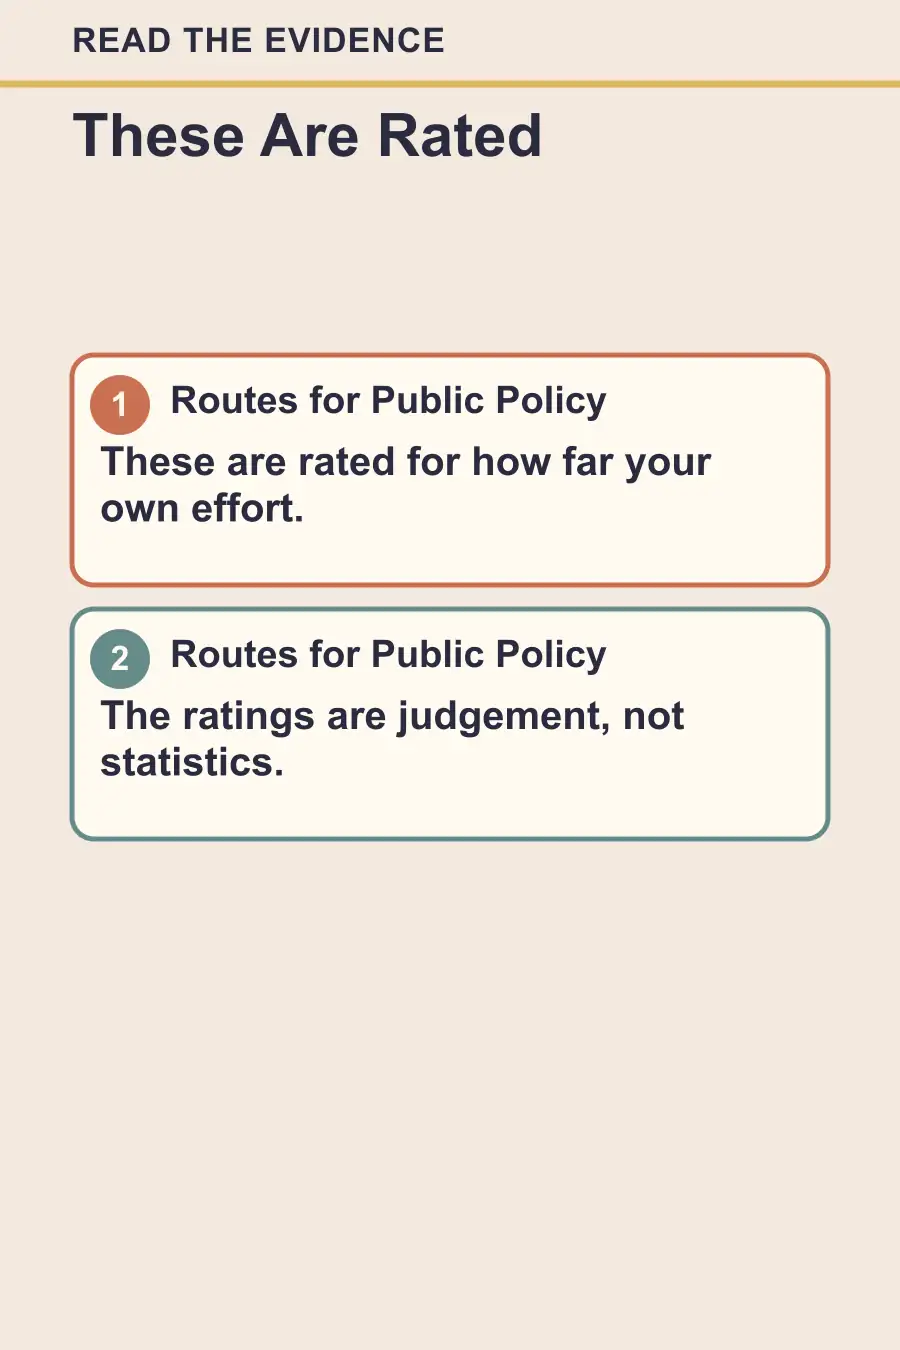 READ THE EVIDENCE
These Are Rated
1 Routes for Public Policy
These are rated for how far your
own effort.
2 Routes for Public Policy
The ratings are judgement, not
statistics.